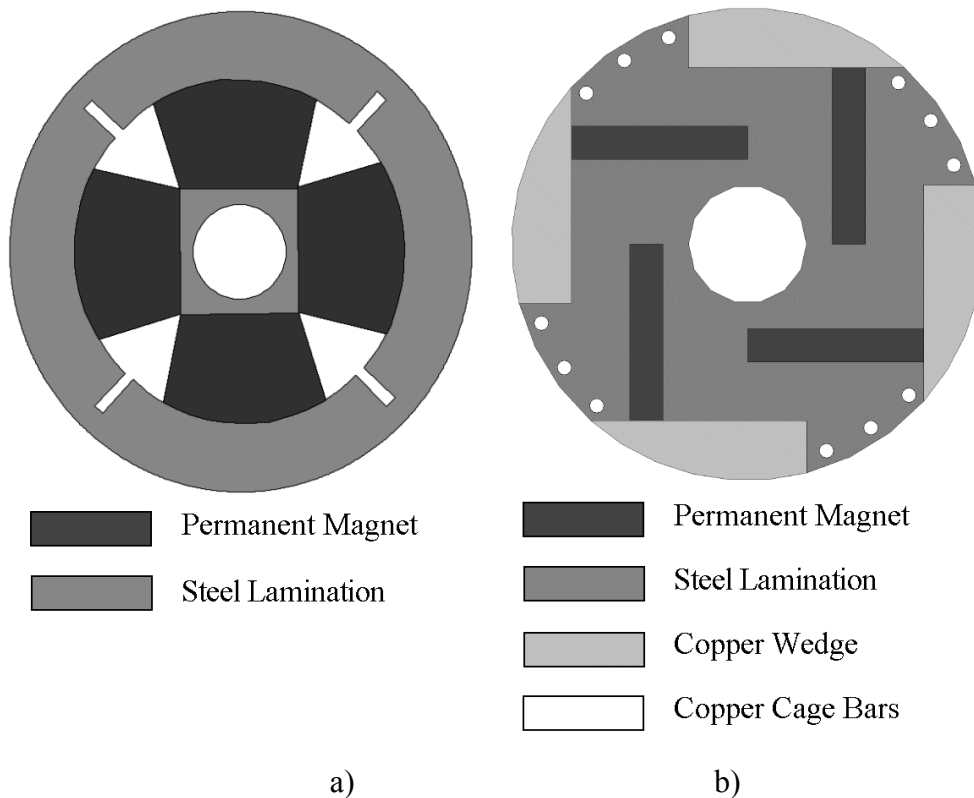 Permanent Magnet
Steel Lamination
Permanent Magnet
Steel Lamination
Copper Wedge
Copper Cage Bars
a)
b)